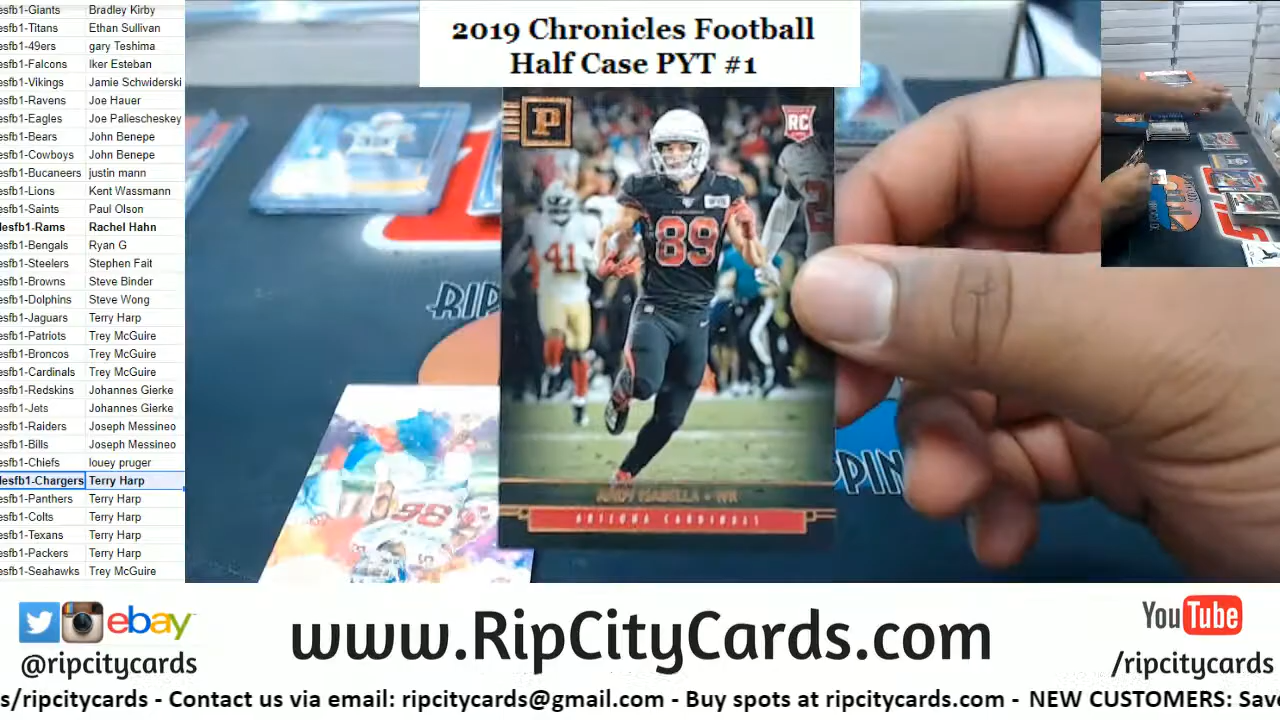 2019 Chronicles Football
Half Case PYT #1
esfb1-Giants Bradley Kirby
esfb1-Titans Ethan Sullivan
esfb1-49ers gary Teshima
esfb1-Falcons Iker Esteban
esfb1-Vikings Jamie Schwiderski
esfb1-Ravens Joe Hauer
esfb1-Eagles Joe Pallescheskey
esfb1-Bears John Benepe
esfb1-Cowboys John Benepe
esfb1-Bucaneers justin mann
esfb1-Lions Kent Wassmann
esfb1-Saints Paul Olson
lesfb1-Rams Rachel Hahn
esfb1-Bengals Ryan G
esfb1-Steelers Stephen Fait
esfb1-Browns Steve Binder
esfb1-Dolphins Steve Wong
esfb1-Jaguars Terry Harp
esfb1-Patriots Trey McGuire
esfb1-Broncos Trey McGuire
esfb1-Cardinals Trey McGuire
esfb1-Redskins Johannes Gierke
esfb1-Jets Johannes Gierke
esfb1-Raiders Joseph Messineo
esfb1-Bills Joseph Messineo
esfb1-Chiefs louey pruger
lesfb1-Chargers Terry Harp
esfb1-Panthers Terry Harp
esfb1-Colts Terry Harp
esfb1-Texans Terry Harp
esfb1-Packers Terry Harp
esfb1-Seahawks Trey McGuire
P
RC
41
89
2
RIP
PPIN
98
ANDY ISABELLA • WR
ARIZONA CARDINALS
ebay
@ripcitycards
www.RipCityCards.com
YouTube
/ripcitycards
s/ripcitycards - Contact us via email: ripcitycards@gmail.com - Buy spots at ripcitycards.com - NEW CUSTOMERS: Save